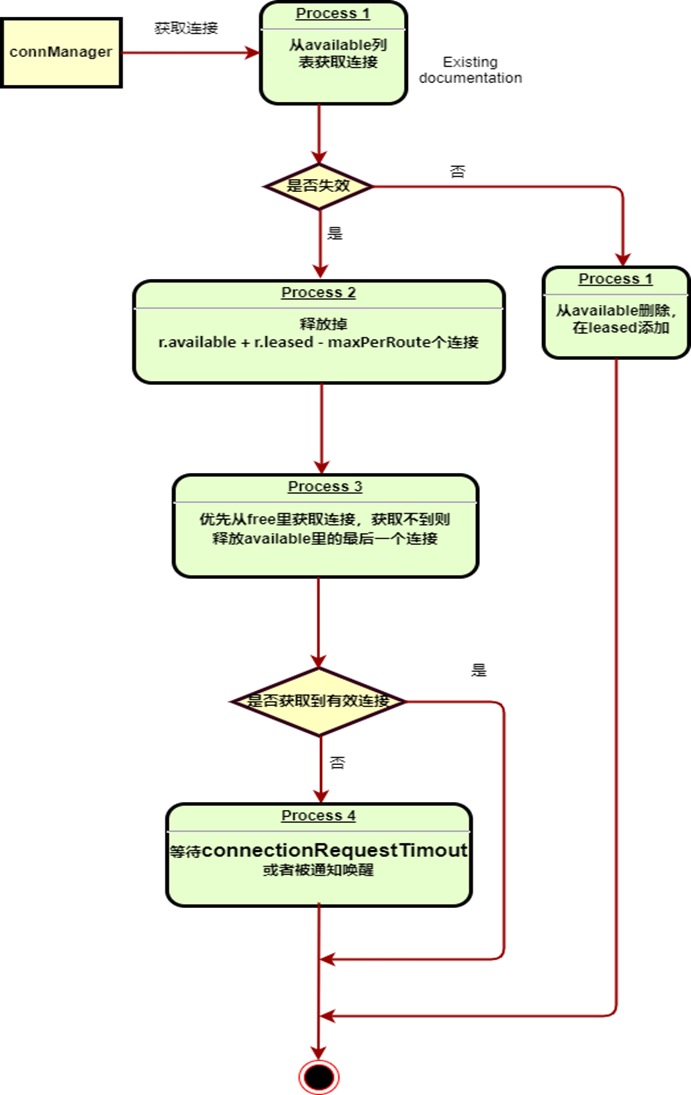 Process 1
获取连接
connManager
从available列
表获取连接
Existing
documentation
是否失效
否
是
Process 1
从available删除,
在leased添加
Process 2
释放掉
r.available + r.leased - maxPerRoute个连接
Process 3
优先从free里获取连接，获取不到则
释放available里的最后一个连接
是否获取到有效连接
是
否
Process 4
等待connectionRequestTimout
或者被通知唤醒